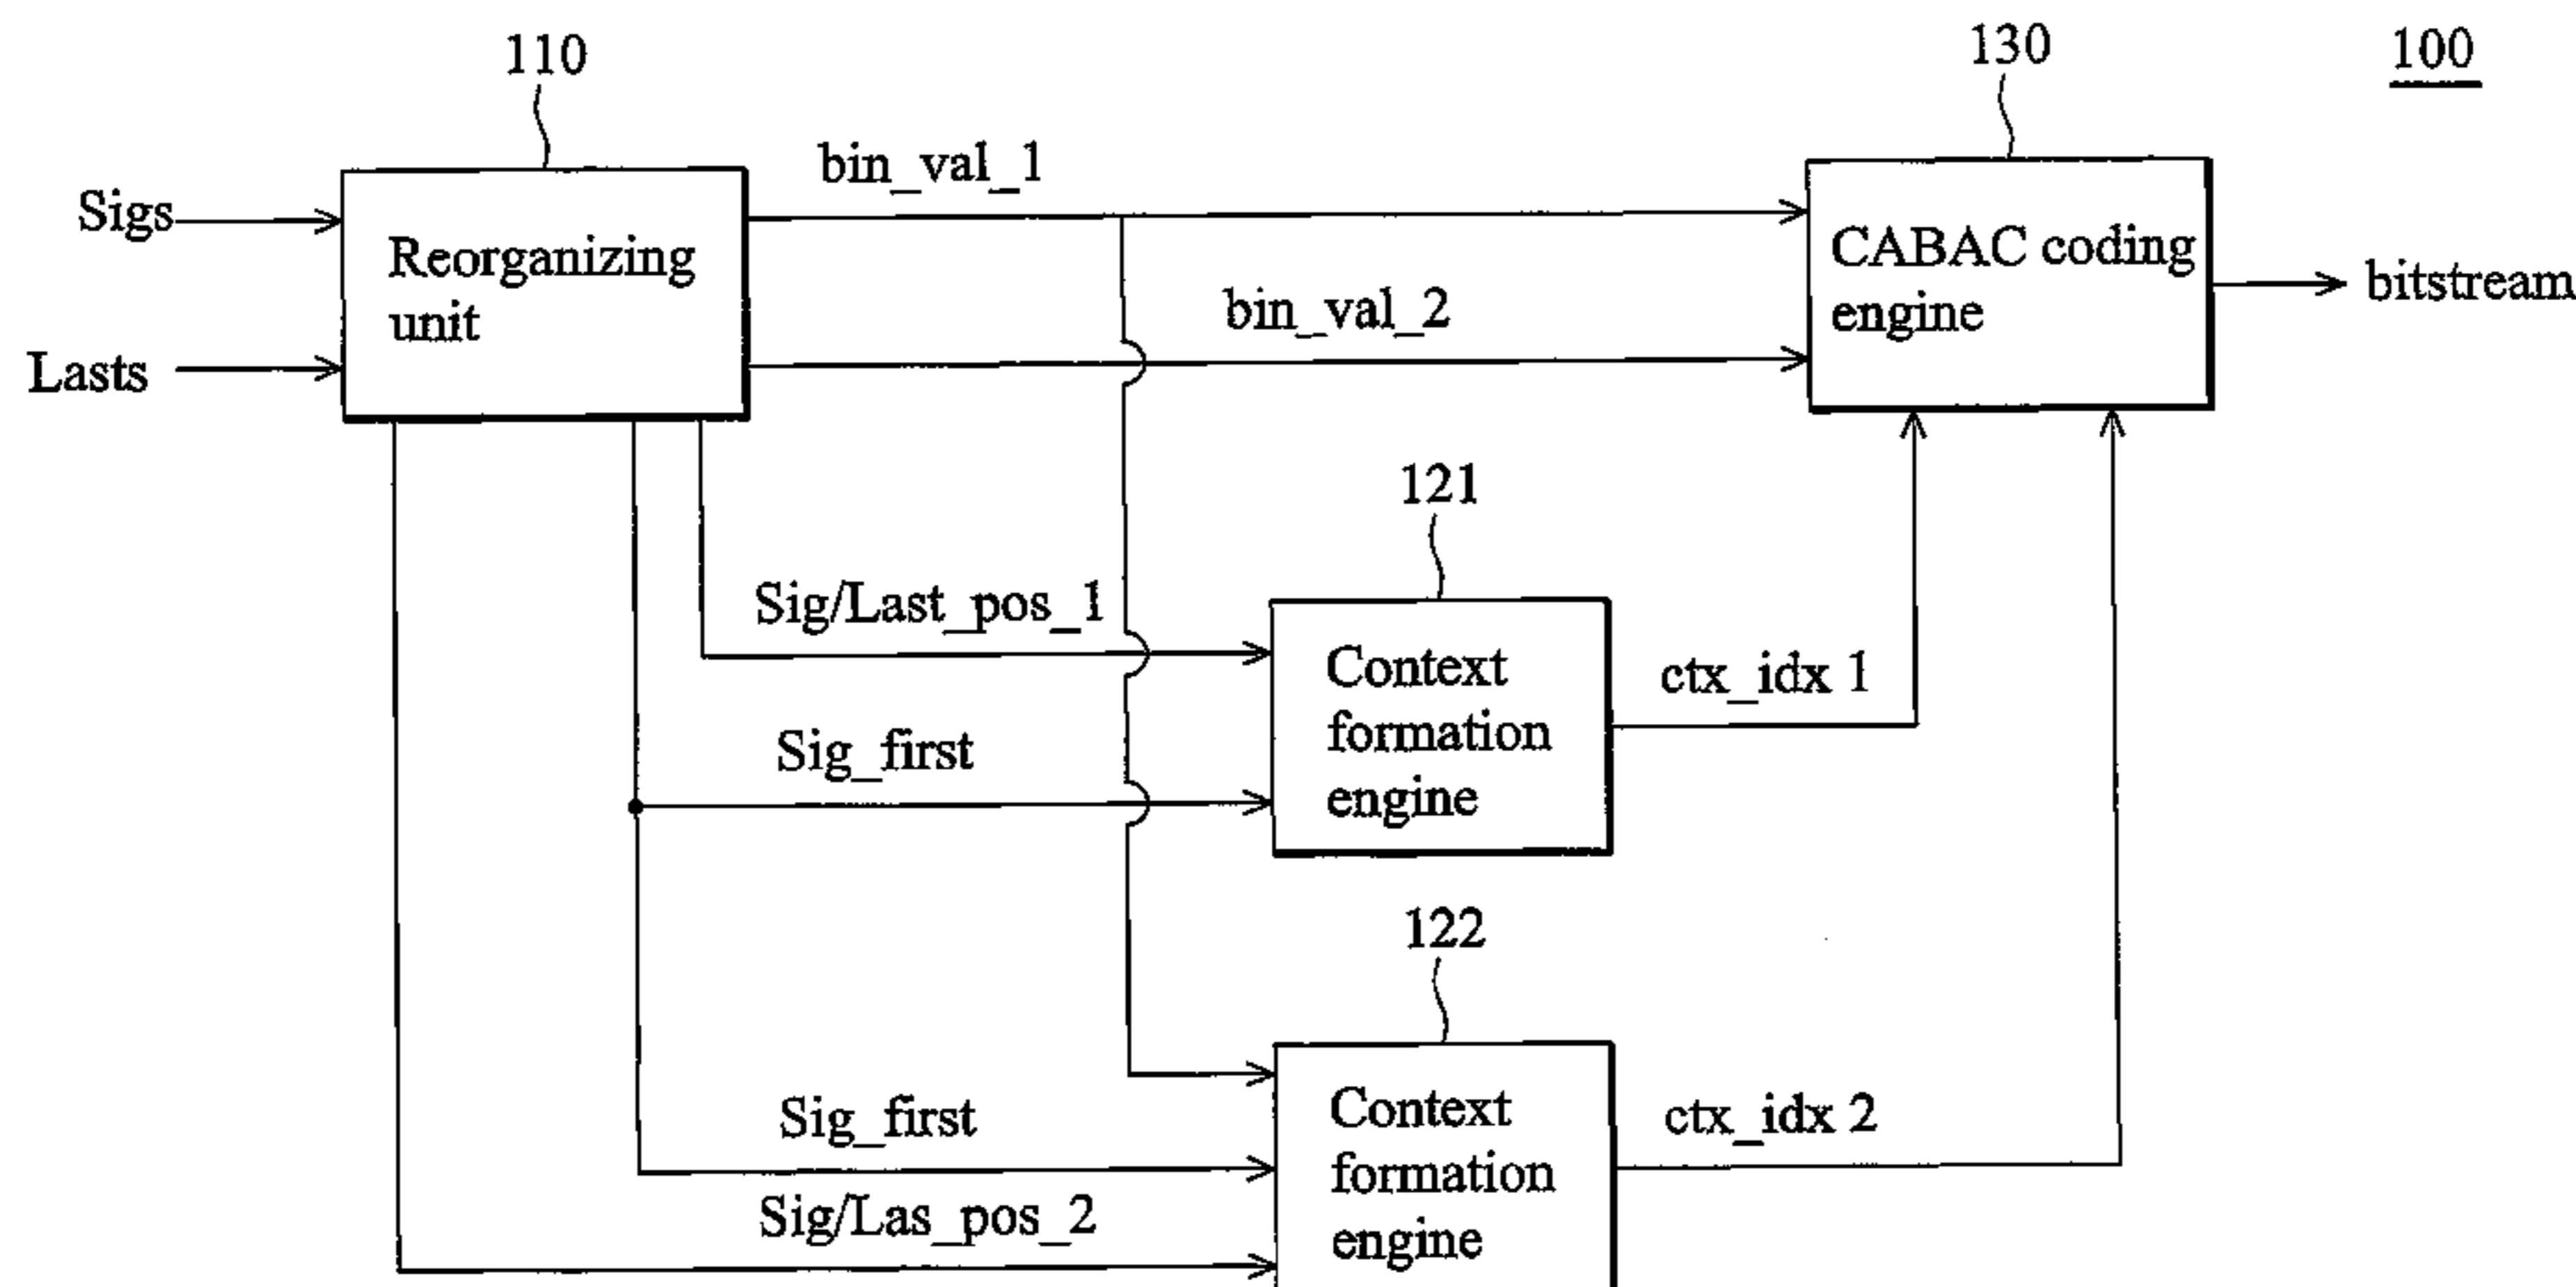 110
130
100
Sigs
Lasts
Reorganizing
unit
bin_val_1
bin_val_2
CABAC coding
engine
bitstream
121
Sig/Last_pos_1
Sig_first
Context
formation
engine
ctx_idx 1
122
Sig_first
Sig/Las_pos_2
Context
formation
engine
ctx_idx 2